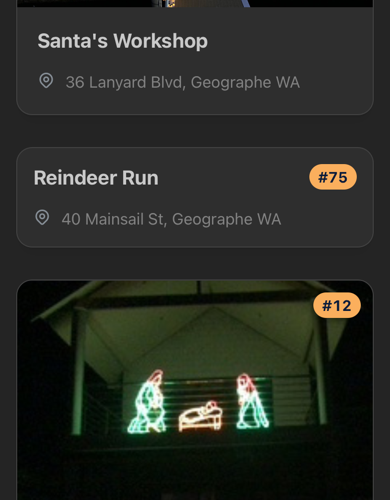 Santa's Workshop
36 Lanyard Blvd, Geographe WA
Reindeer Run
#75
40 Mainsail St, Geographe WA
#12